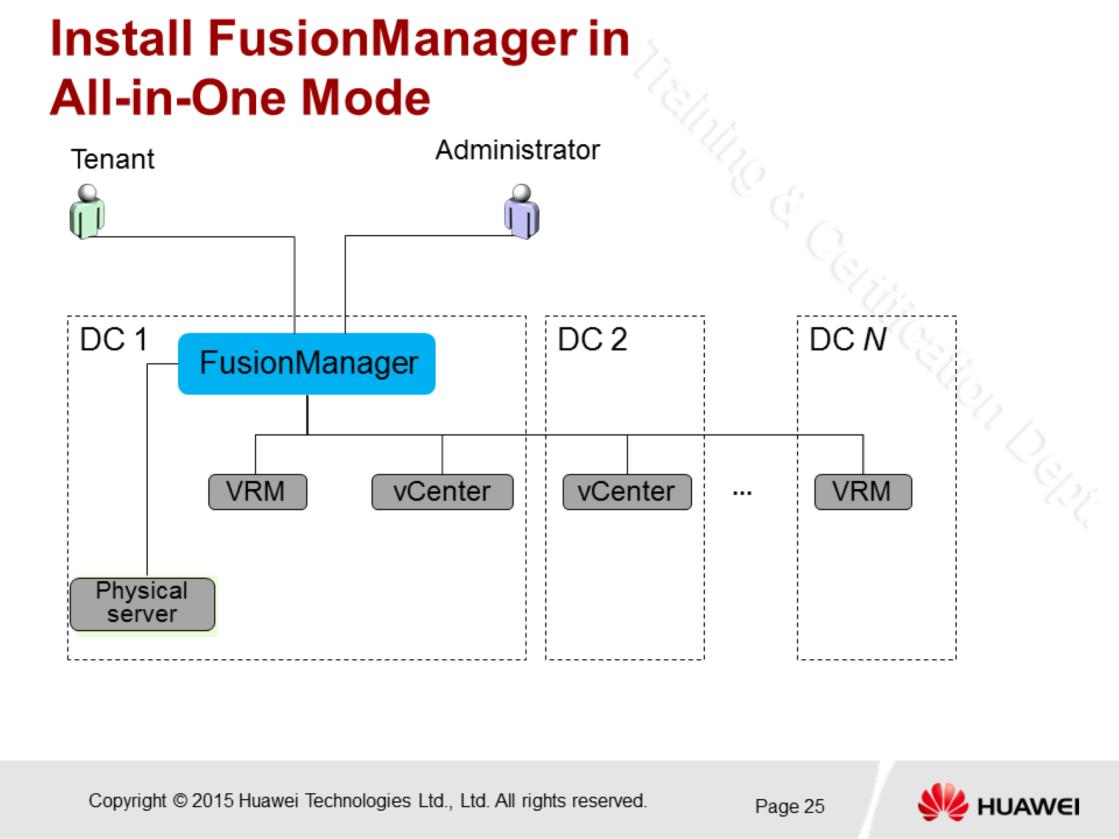 Install FusionManager in
All-in-One Mode
Tenant
Administrator
Training & Certification Dept.
DC 1
DC 2
DC N
FusionManager
VRM
vCenter
vCenter
...
VRM
Physical
server
Copyright © 2015 Huawei Technologies Ltd., Ltd. All rights reserved.
Page 25
HUAWEI